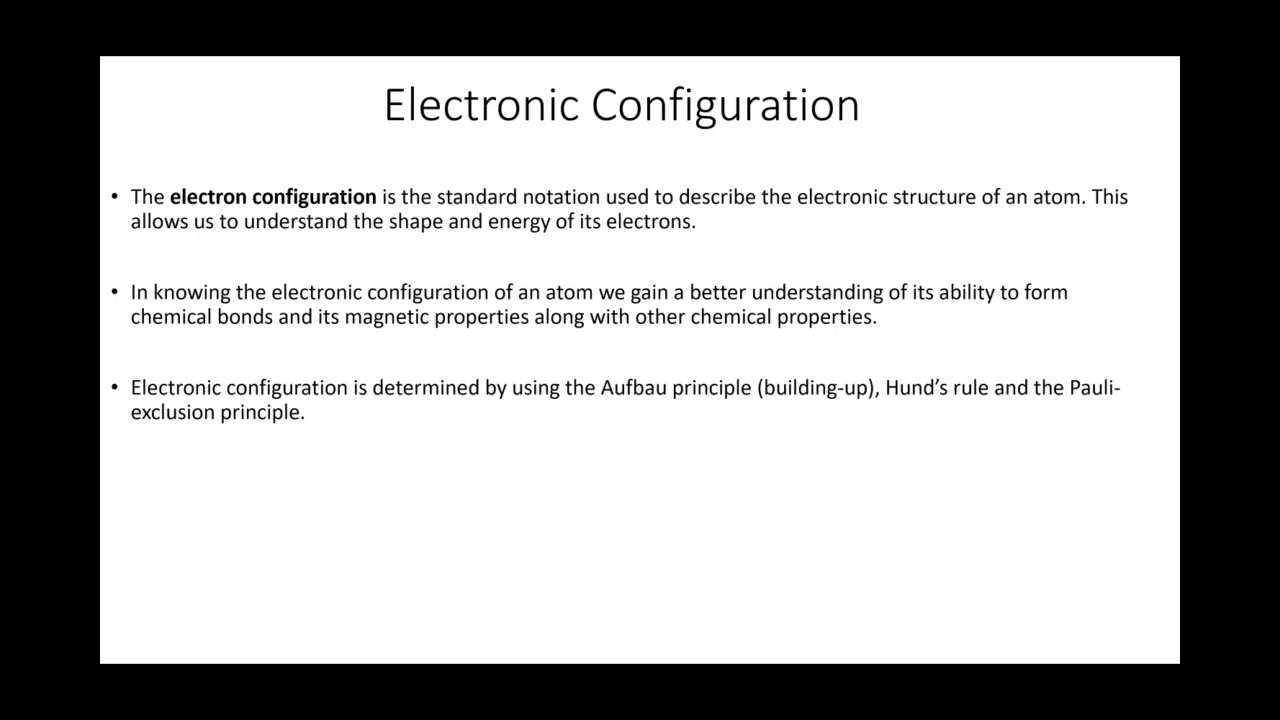 Electronic Configuration
• The electron configuration is the standard notation used to describe the electronic structure of an atom. This
allows us to understand the shape and energy of its electrons.
• In knowing the electronic configuration of an atom we gain a better understanding of its ability to form
chemical bonds and its magnetic properties along with other chemical properties.
• Electronic configuration is determined by using the Aufbau principle (building-up), Hund’s rule and the Pauli-
exclusion principle.